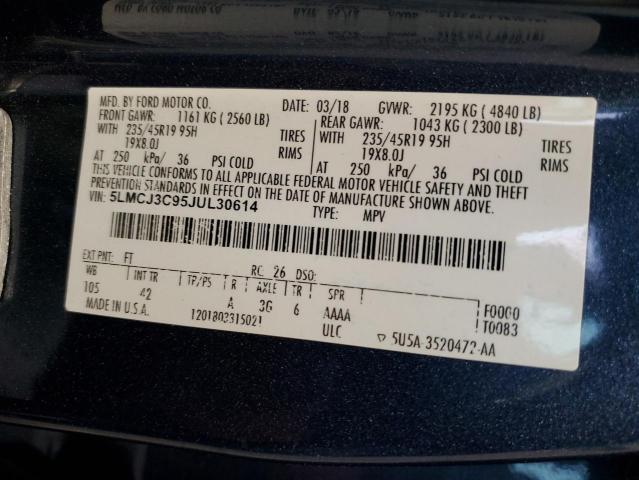 MFD. BY FORD MOTOR CO.
DATE: 03/18 GVWR: 2195 KG ( 4840 LB)
FRONT GAWR: 1161 KG ( 2560 LB)
REAR GAWR: 1043 KG ( 2300 LB)
WITH 235/45R19 95H TIRES
WITH 235/45R19 95H TIRES
19X8.0J RIMS
19X8.0J RIMS
AT 250 kPa/ 36 PSI COLD
AT 250 kPa/ 36 PSI COLD
THIS VEHICLE CONFORMS TO ALL APPLICABLE FEDERAL MOTOR VEHICLE SAFETY AND THEFT
PREVENTION STANDARDS IN EFFECT ON THE DATE OF MANUFACTURE SHOWN ABOVE.
VIN: 5LMCJ3C95JUL30614
TYPE: MPV
EXT PNT: FT RC: 26 DSO:
WB INT TR TP/PS R AXLE TR SPR
105 42 A 3G 6 AAAA F0000
MADE IN U.S.A. 1201803315021 ULC T0083
5U5A-3520472-AA